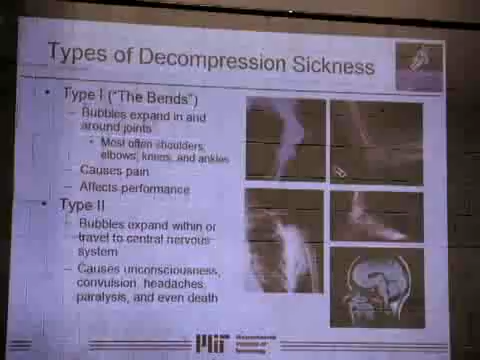 Types of Decompression Sickness
• Type I ("The Bends")
– Bubbles expand in and
around joints
• Most often shoulders,
elbows, knees, and ankles
– Causes pain
– Affects performance
• Type II
– Bubbles expand within or
travel to central nervous
system
– Causes unconsciousness,
convulsion, headaches,
paralysis, and even death
MIT